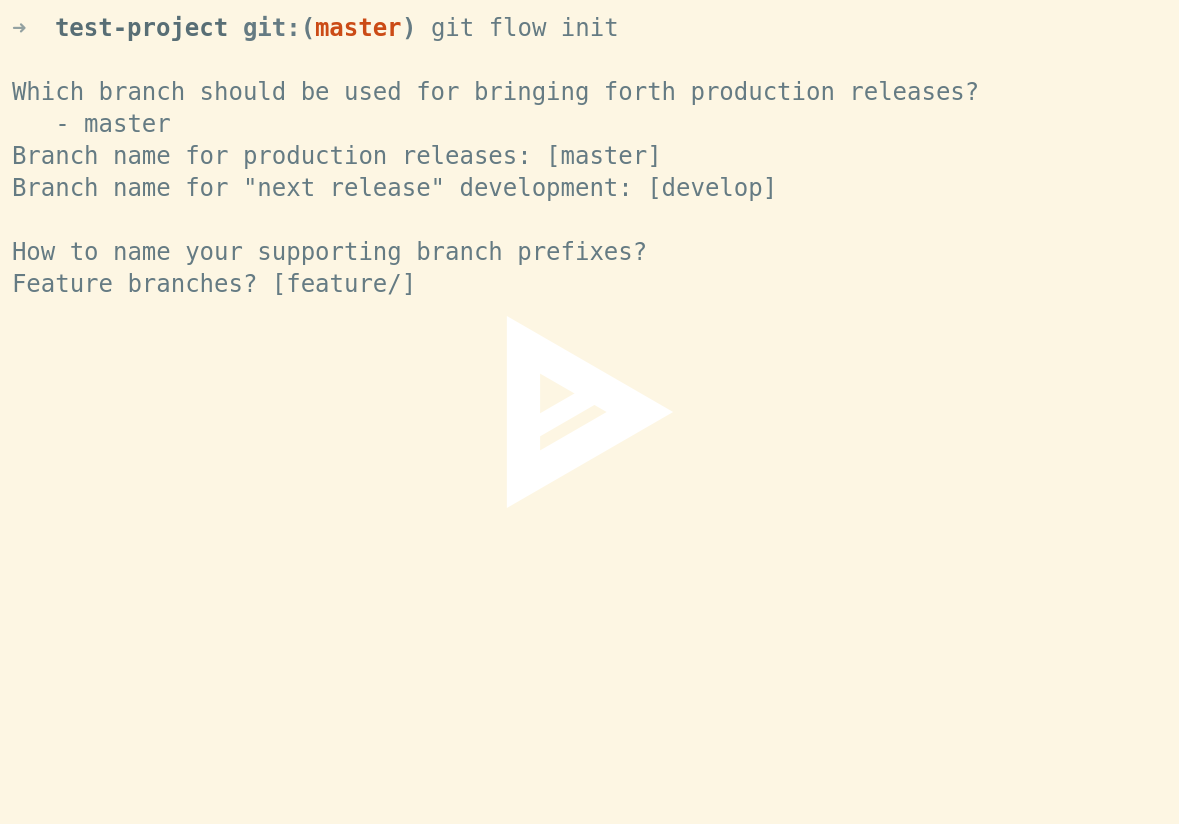 ➜  test-project git:(master) git flow init
Which branch should be used for bringing forth production releases?
   - master
Branch name for production releases: [master]
Branch name for "next release" development: [develop]
How to name your supporting branch prefixes?
Feature branches? [feature/]